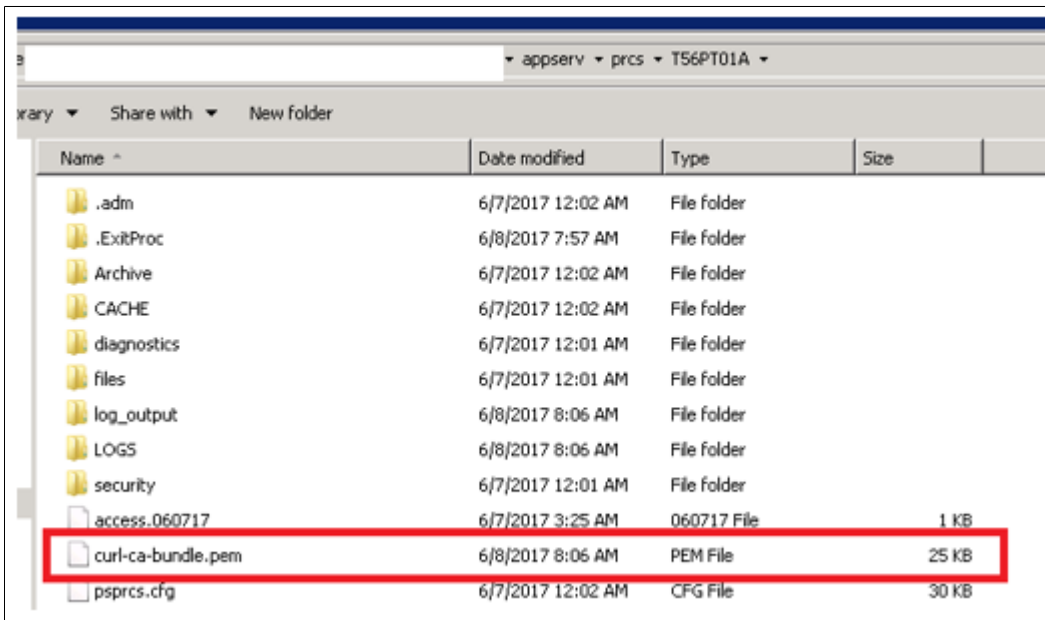 e ▾ appserv ▾ prcs ▾ T56PT01A ▾
rary ▾ Share with ▾ New folder
Name Date modified Type Size
.adm 6/7/2017 12:02 AM File folder
.ExitProc 6/8/2017 7:57 AM File folder
Archive 6/7/2017 12:02 AM File folder
CACHE 6/7/2017 12:02 AM File folder
diagnostics 6/7/2017 12:01 AM File folder
files 6/7/2017 12:01 AM File folder
log_output 6/8/2017 8:06 AM File folder
LOGS 6/8/2017 8:06 AM File folder
security 6/7/2017 12:01 AM File folder
access.060717 6/7/2017 3:25 AM 060717 File 1 KB
curl-ca-bundle.pem 6/8/2017 8:06 AM PEM File 25 KB
psprcs.cfg 6/7/2017 12:02 AM CFG File 30 KB